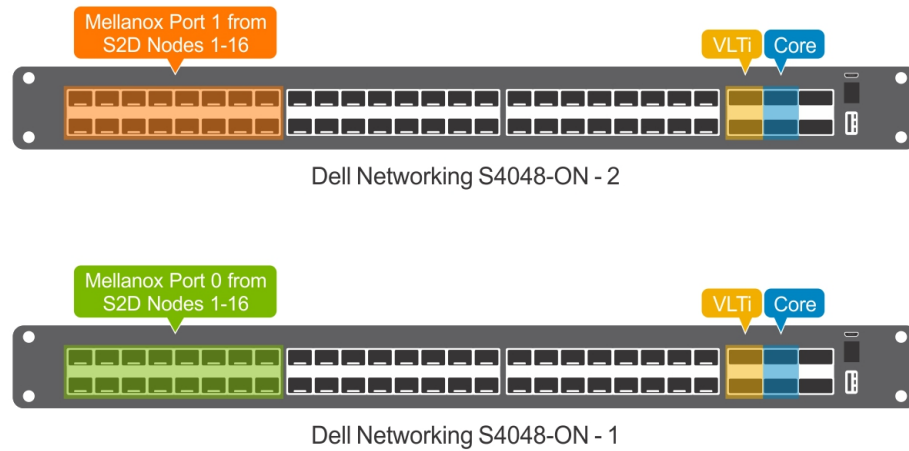 Mellanox Port 1 from
S2D Nodes 1-16
VLTi
Core
Dell Networking S4048-ON - 2
Mellanox Port 0 from
S2D Nodes 1-16
VLTi
Core
Dell Networking S4048-ON - 1